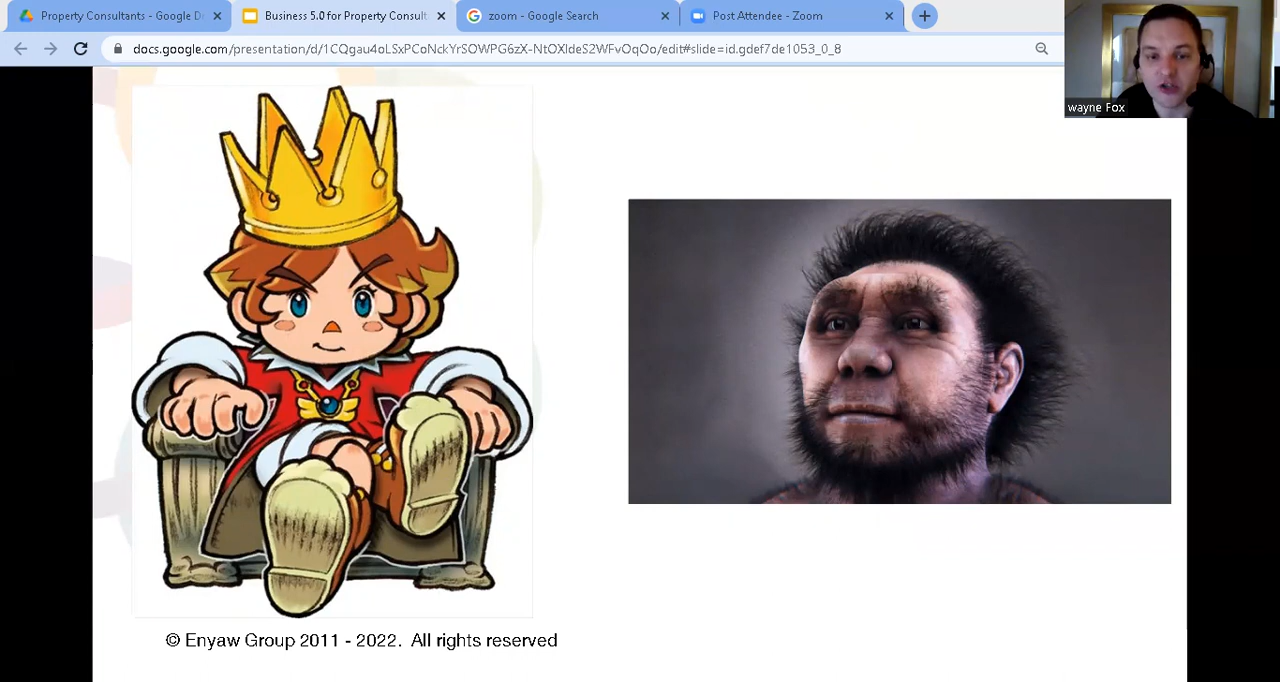 Property Consultants - Google Dr
Business 5.0 for Property Consult
zoom - Google Search
Post Attendee - Zoom
docs.google.com/presentation/d/1CQgau4oLSxPCoNckYrSOWPG6zX-NtOXldeS2WFvOqOo/edit#slide=id.gdef7de1053_0_8
wayne Fox
© Enyaw Group 2011 - 2022. All rights reserved